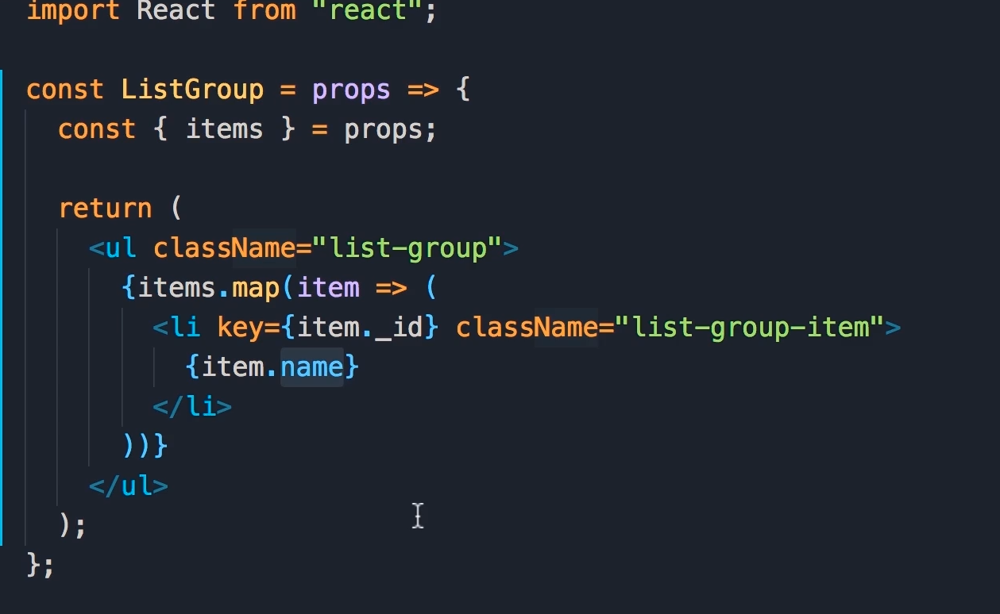 import React from "react";
const ListGroup = props => {
  const { items } = props;
  return (
    <ul className="list-group">
      {items.map(item => (
        <li key={item._id} className="list-group-item">
          {item.name}
        </li>
      ))}
    </ul>
  );
};